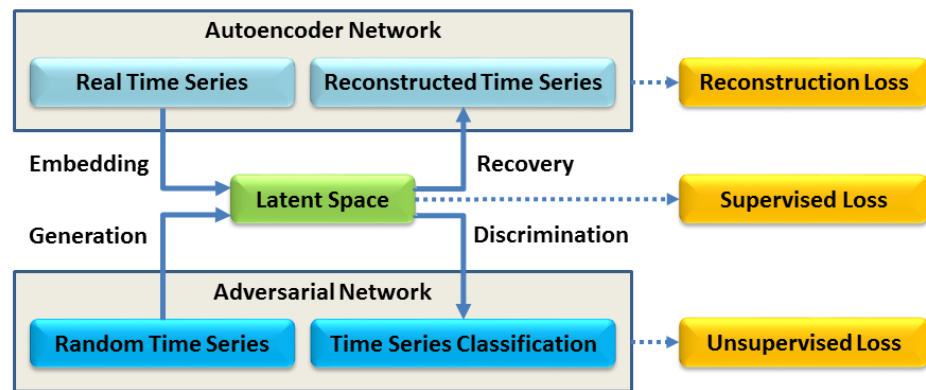 Autoencoder Network
Real Time Series
Reconstructed Time Series
Reconstruction Loss
Embedding
Recovery
Latent Space
Supervised Loss
Generation
Discrimination
Adversarial Network
Random Time Series
Time Series Classification
Unsupervised Loss